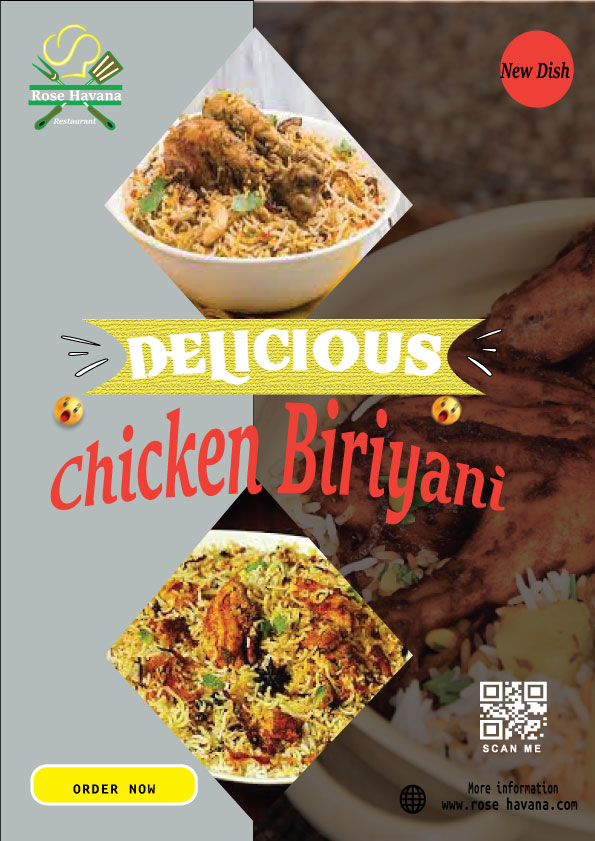 Rose Havana
Restaurant
New Dish
DELICIOUS
Chicken Biriyani
SCAN ME
ORDER NOW
More information
www.rose havana.com